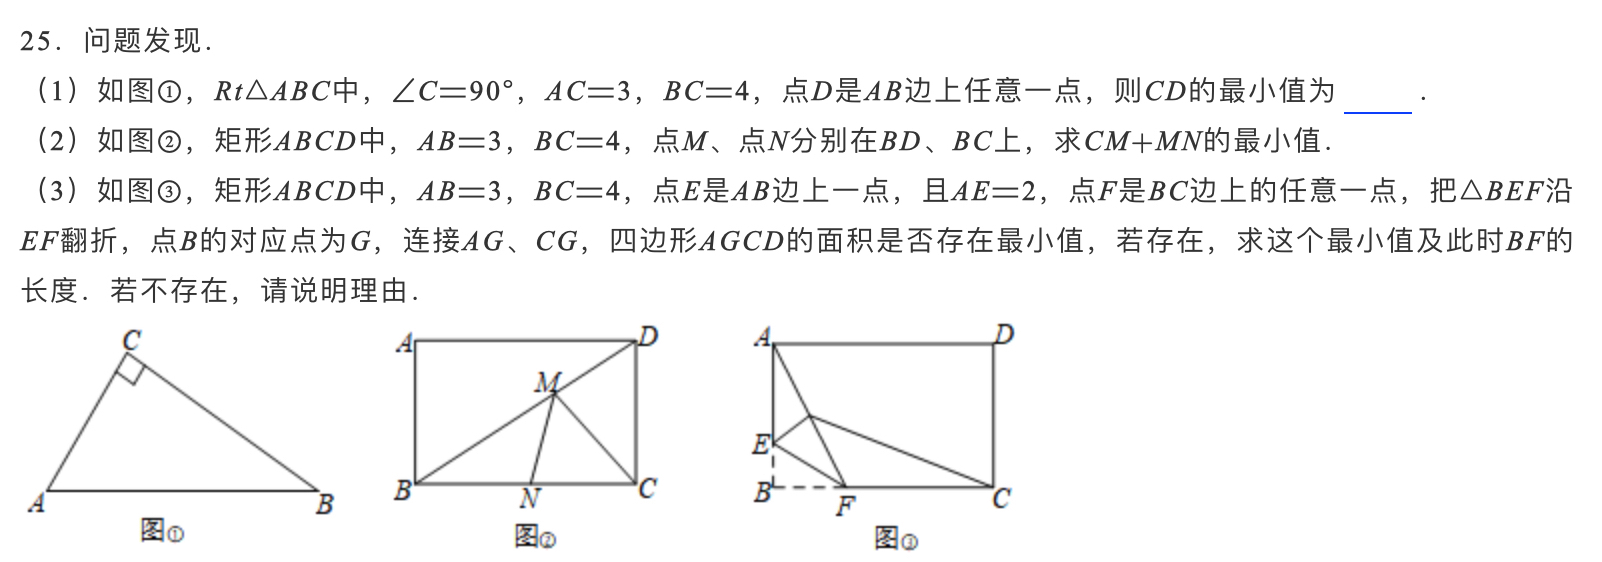 25．问题发现．
（1）如图①，Rt△ABC中，∠C=90°，AC=3，BC=4，点D是AB边上任意一点，则CD的最小值为____．
（2）如图②，矩形ABCD中，AB=3，BC=4，点M、点N分别在BD、BC上，求CM+MN的最小值．
（3）如图③，矩形ABCD中，AB=3，BC=4，点E是AB边上一点，且AE=2，点F是BC边上的任意一点，把△BEF沿
EF翻折，点B的对应点为G，连接AG、CG，四边形AGCD的面积是否存在最小值，若存在，求这个最小值及此时BF的
长度．若不存在，请说明理由．
C
A
B
图①
A
D
M
B
N
C
图②
A
D
E
B
F
C
图③